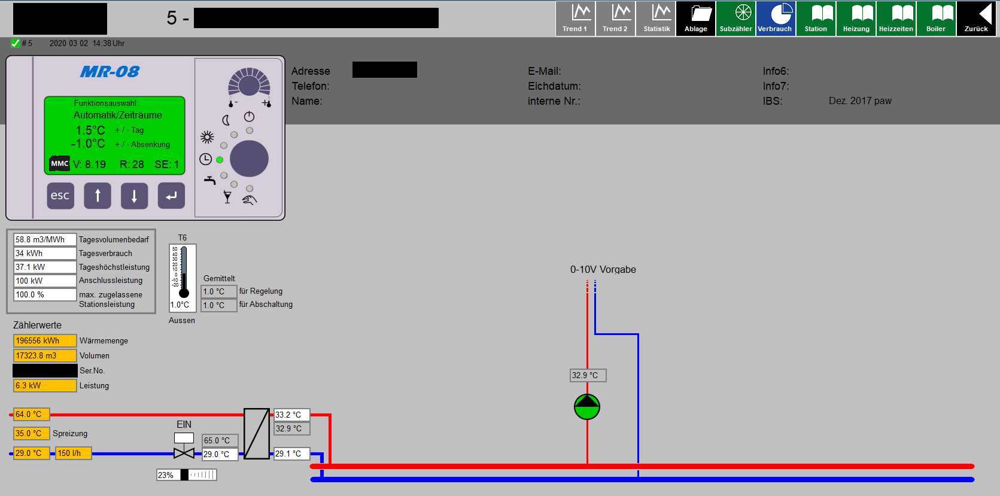 5 -
Trend 1
Trend 2
Statistik
Ablage
Subzähler
Verbrauch
Station
Heizung
Heizzeiten
Boiler
Zurück
# 5 2020 03 02 14:38 Uhr
MR-08
Funktionsauswahl:
Automatik/Zeiträume
1.5°C + / - Tag
-1.0°C + / - Absenkung
MMC V: 8.19 R: 28 SE: 1
esc
- +
Adresse
Telefon:
Name:
E-Mail:
Eichdatum:
interne Nr.:
Info6:
Info7:
IBS: Dez. 2017 paw
58.8 m3/MWh Tagesvolumenbedarf
34 kWh Tagesverbrauch
37.1 kW Tageshöchstleistung
100 kW Anschlussleistung
100.0 % max. zugelassene
Stationsleistung
T6
50
40
30
20
10
0
-10
-20
1.0°C
Aussen
Gemittelt
1.0 °C für Regelung
1.0 °C für Abschaltung
Zählerwerte
196556 kWh Wärmemenge
17323.8 m3 Volumen
Ser.No.
6.3 kW Leistung
0-10V Vorgabe
32.9 °C
64.0 °C
35.0 °C Spreizung
29.0 °C 150 l/h
EIN
65.0 °C
29.0 °C
33.2 °C
32.9 °C
29.1 °C
23%